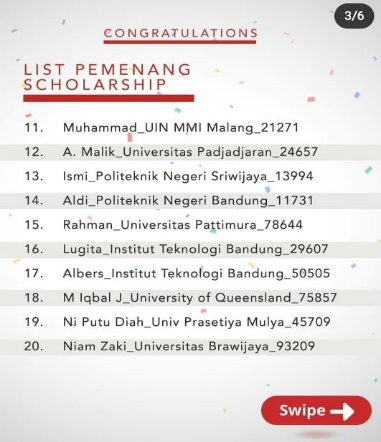 3/6
CONGRATULATIONS
LIST PEMENANG
SCHOLARSHIP
11. Muhammad_UIN MMI Malang_21271
12. A. Malik_Universitas Padjadjaran_24657
13. Ismi_Politeknik Negeri Sriwijaya_13994
14. Aldi_Politeknik Negeri Bandung_11731
15. Rahman_Universitas Pattimura_78644
16. Lugita_Institut Teknologi Bandung_29607
17. Albers_Institut Teknologi Bandung_50505
18. M Iqbal J_University of Queensland_75857
19. Ni Putu Diah_Univ Prasetiya Mulya_45709
20. Niam Zaki_Universitas Brawijaya_93209
Swipe